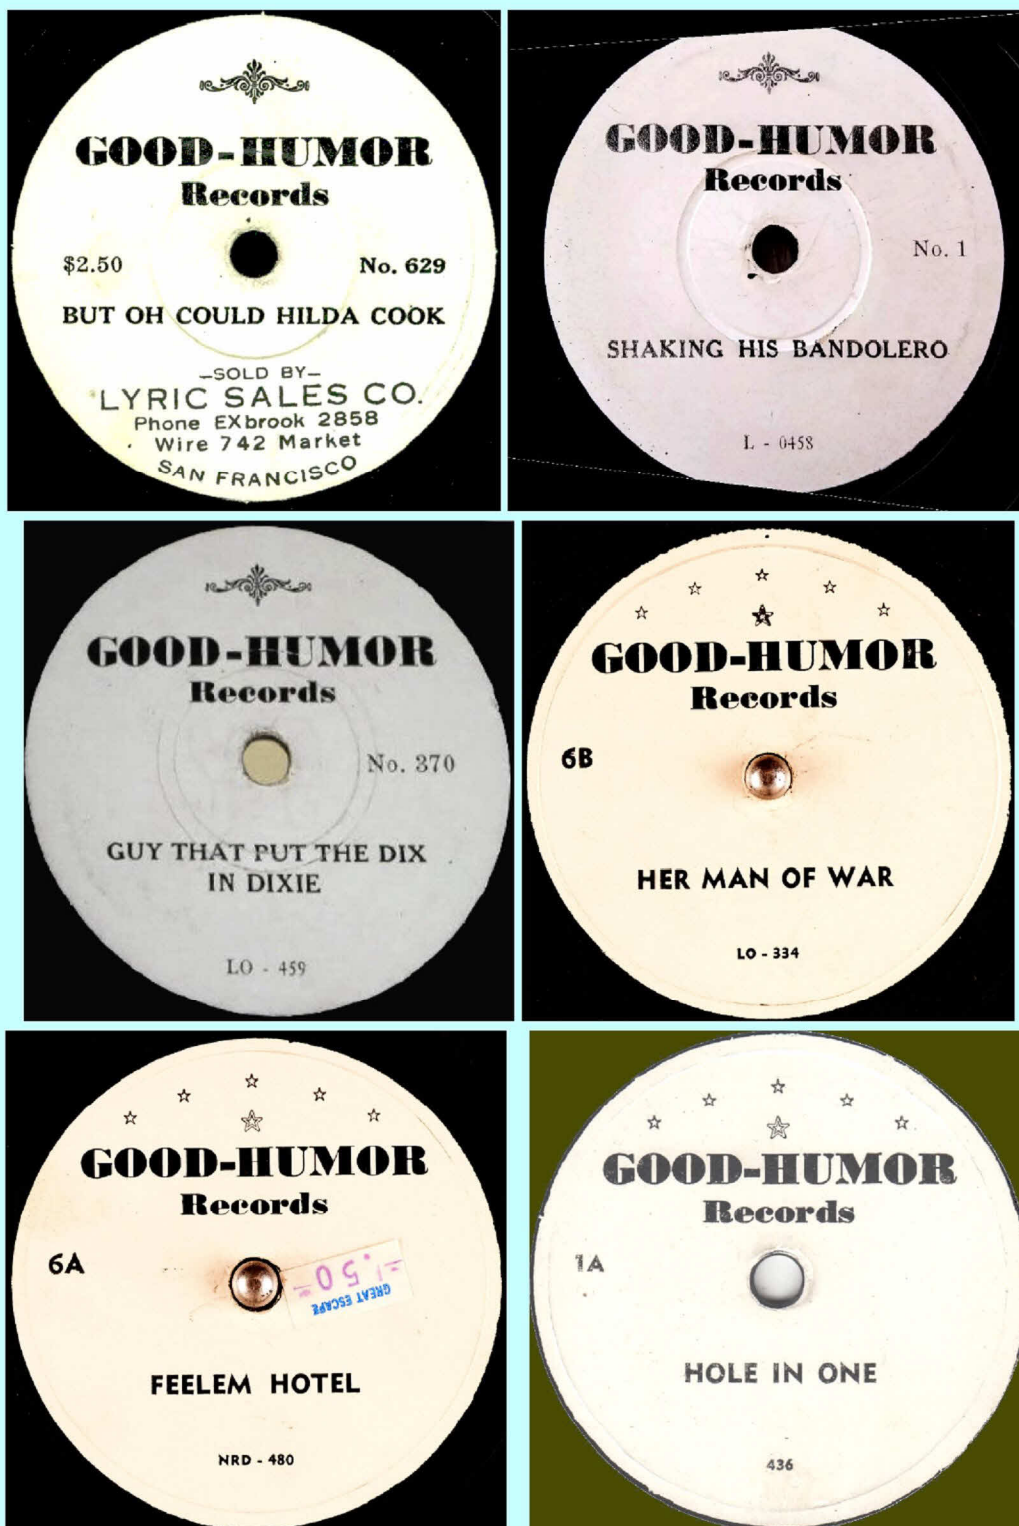 GOOD-HUMOR
Records
$2.50 No. 629
BUT OH COULD HILDA COOK
—SOLD BY—
LYRIC SALES CO.
Phone EXbrook 2858
Wire 742 Market
SAN FRANCISCO
GOOD-HUMOR
Records
No. 1
SHAKING HIS BANDOLERO
L - 0458
GOOD-HUMOR
Records
No. 370
GUY THAT PUT THE DIX
IN DIXIE
LO - 459
GOOD-HUMOR
Records
6B
HER MAN OF WAR
LO - 334
GOOD-HUMOR
Records
6A
.50
GREAT ESCAPE
FEELEM HOTEL
NRD - 480
GOOD-HUMOR
Records
1A
HOLE IN ONE
436